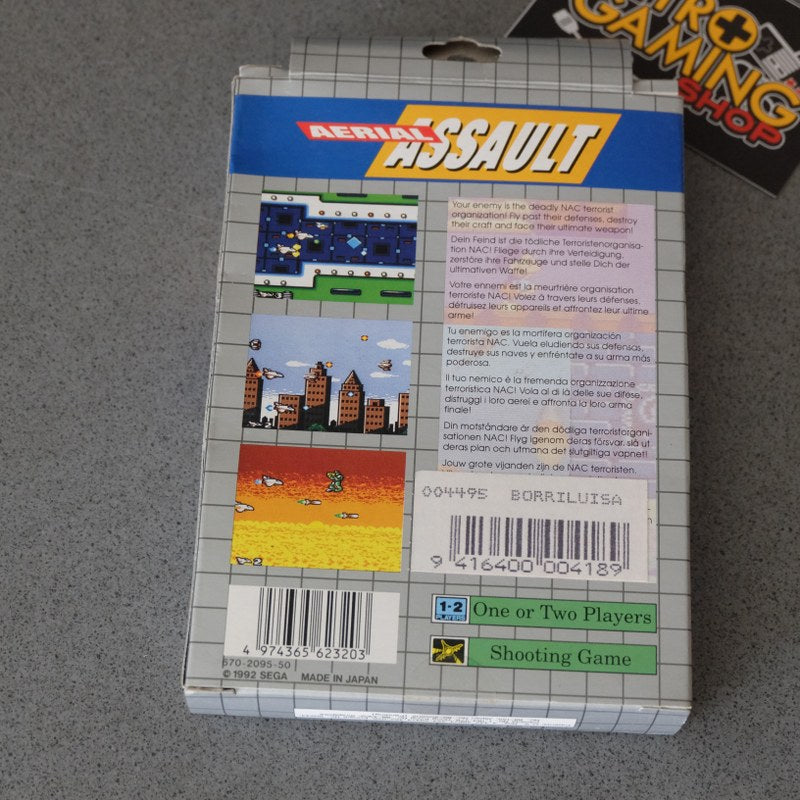 TRO
GAMING
SHOP
AERIAL
ASSAULT
Your enemy is the deadly NAC terrorist
organization! Fly past their defenses, destroy
their craft and face their ultimate weapon!
Dein Feind ist die tödliche Terroristenorganisa-
tion NAC! Fliege durch ihre Verteidigung,
zerstöre ihre Fahrzeuge und stelle Dich der
ultimativen Waffe!
Votre ennemi est la meurtrière organisation
terroriste NAC! Volez à travers leurs défenses,
détruisez leurs appareils et affrontez leur ultime
arme!
Tu enemigo es la mortífera organización
terrorista NAC. Vuela eludiendo sus defensas,
destruye sus naves y enfréntate a su arma más
poderosa.
Il tuo nemico è la tremenda organizzazione
terroristica NAC! Vola al di là delle sue difese,
distruggi i loro aerei e affronta la loro arma
finale!
Din motståndare är den dödliga terroristorgani-
sationen NAC! Flyg igenom deras försvar, slå ut
deras plan och utmana det slutgiltiga vapnet!
Jouw grote vijanden zijn de NAC terroristen.
004495 BORRILUISA
9 416400 004189
4 974365 623203
670-2095-50
© 1992 SEGA MADE IN JAPAN
1-2
PLAYERS
One or Two Players
Shooting Game